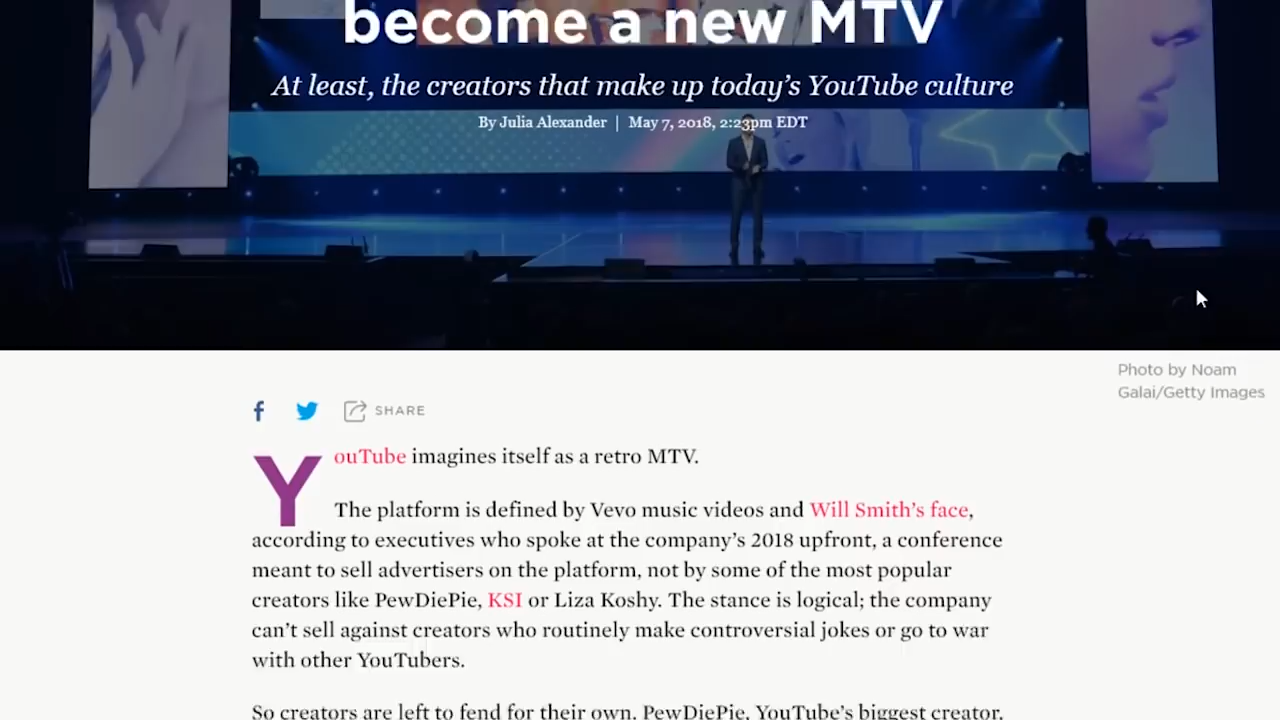 become a new MTV
At least, the creators that make up today’s YouTube culture
By Julia Alexander | May 7, 2018, 2:23pm EDT
Photo by Noam
Galai/Getty Images
SHARE
YouTube imagines itself as a retro MTV.
The platform is defined by Vevo music videos and Will Smith’s face,
according to executives who spoke at the company’s 2018 upfront, a conference
meant to sell advertisers on the platform, not by some of the most popular
creators like PewDiePie, KSI or Liza Koshy. The stance is logical; the company
can’t sell against creators who routinely make controversial jokes or go to war
with other YouTubers.
So creators are left to fend for their own. PewDiePie, YouTube’s biggest creator,